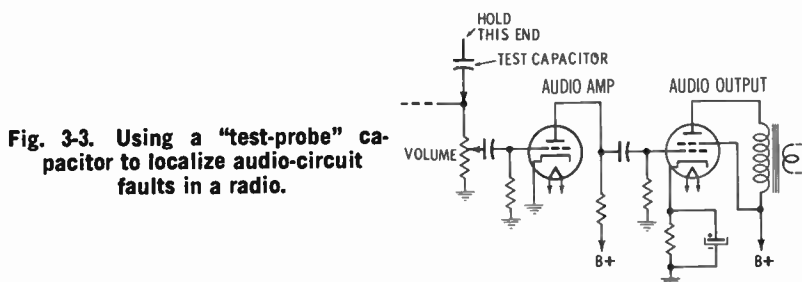 HOLD
THIS END
TEST CAPACITOR
AUDIO AMP
AUDIO OUTPUT
Fig. 3-3. Using a "test-probe" ca-
pacitor to localize audio-circuit
faults in a radio.
VOLUME
+
-
B+
B+